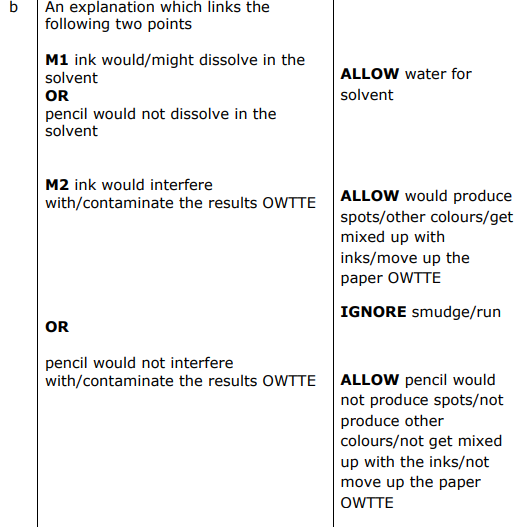 b An explanation which links the
following two points
M1 ink would/might dissolve in the
solvent
OR
pencil would not dissolve in the
solvent
ALLOW water for
solvent
M2 ink would interfere
with/contaminate the results OWTTE
ALLOW would produce
spots/other colours/get
mixed up with
inks/move up the
paper OWTTE
IGNORE smudge/run
OR
pencil would not interfere
with/contaminate the results OWTTE
ALLOW pencil would
not produce spots/not
produce other
colours/not get mixed
up with the inks/not
move up the paper
OWTTE